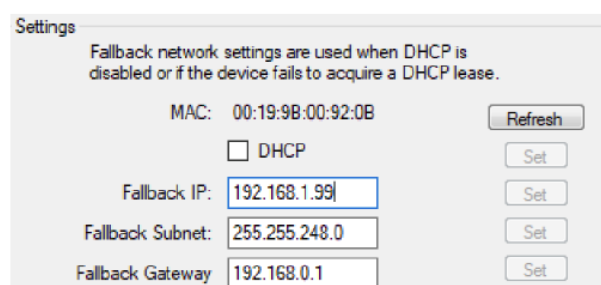 Settings
Fallback network settings are used when DHCP is
disabled or if the device fails to acquire a DHCP lease.
MAC: 00:19:9B:00:92:0B Refresh
DHCP Set
Fallback IP: 192.168.1.99 Set
Fallback Subnet: 255.255.248.0 Set
Fallback Gateway 192.168.0.1 Set